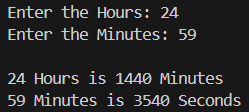 Enter the Hours: 24
Enter the Minutes: 59
24 Hours is 1440 Minutes
59 Minutes is 3540 Seconds